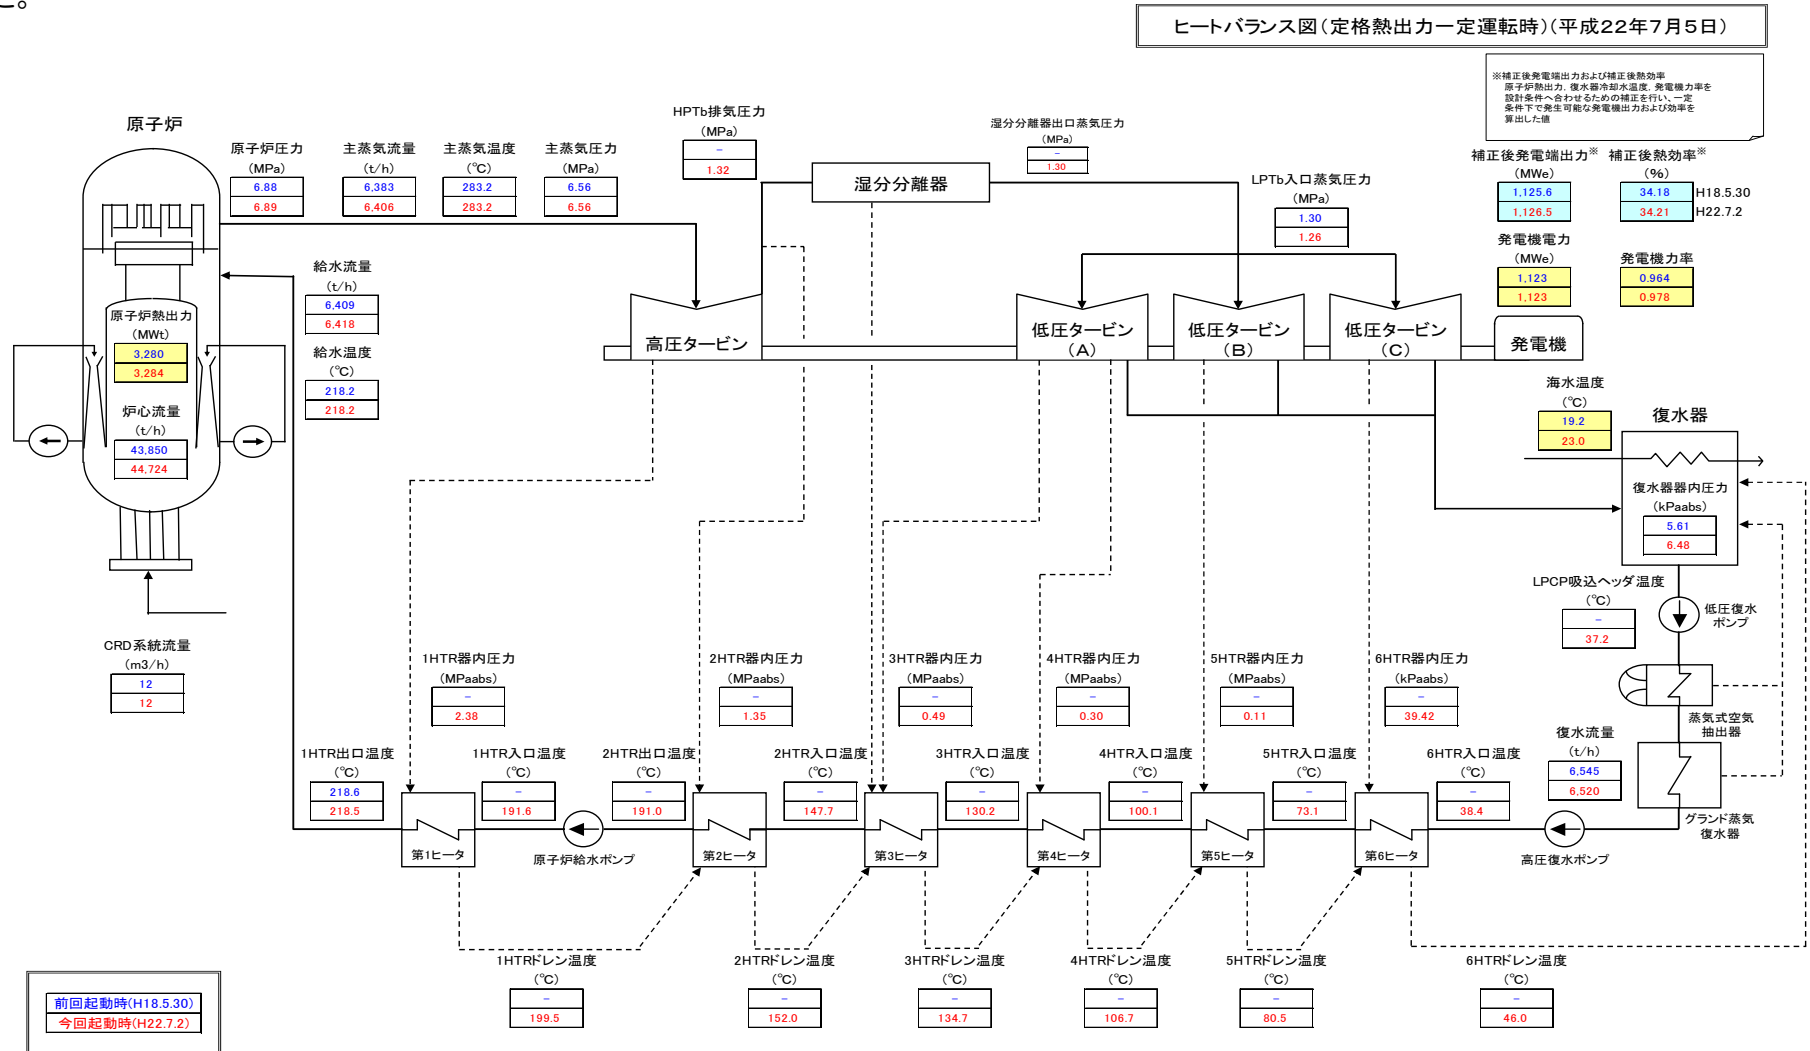 た。
ヒートバランス図(定格熱出力一定運転時)(平成22年7月5日)
※補正後発電端出力および補正後熱効率
原子炉熱出力、復水器冷却水温度、発電機力率を
設計条件へ合わせるための補正を行い、一定
条件下で発生可能な発電機出力および効率を
算出した値
原子炉
原子炉圧力
(MPa)
6.88
6.89
主蒸気流量
(t/h)
6,383
6,406
主蒸気温度
(℃)
283.2
283.2
主蒸気圧力
(MPa)
6.56
6.56
HPTb排気圧力
(MPa)
-
1.32
湿分分離器
湿分分離器出口蒸気圧力
(MPa)
-
1.30
LPTb入口蒸気圧力
(MPa)
1.30
1.26
補正後発電端出力※
(MWe)
1,125.6
1,126.5
補正後熱効率※
(%)
34.18 H18.5.30
34.21 H22.7.2
発電機電力
(MWe)
1,123
1,123
発電機力率
0.964
0.978
給水流量
(t/h)
6,409
6,418
給水温度
(℃)
218.2
218.2
原子炉熱出力
(MWt)
3,280
3,284
炉心流量
(t/h)
43,850
44,724
高圧タービン
低圧タービン
(A)
低圧タービン
(B)
低圧タービン
(C)
発電機
海水温度
(℃)
19.2
23.0
復水器
復水器器内圧力
(kPaabs)
5.61
6.48
LPCP吸込ヘッダ温度
(℃)
-
37.2
低圧復水
ポンプ
蒸気式空気
抽出器
復水流量
(t/h)
6,545
6,520
グランド蒸気
復水器
高圧復水ポンプ
CRD系統流量
(m3/h)
12
12
1HTR器内圧力
(MPaabs)
-
2.38
2HTR器内圧力
(MPaabs)
-
1.35
3HTR器内圧力
(MPaabs)
-
0.49
4HTR器内圧力
(MPaabs)
-
0.30
5HTR器内圧力
(MPaabs)
-
0.11
6HTR器内圧力
(kPaabs)
-
39.42
1HTR出口温度
(℃)
218.6
218.5
1HTR入口温度
(℃)
-
191.6
2HTR出口温度
(℃)
-
191.0
2HTR入口温度
(℃)
-
147.7
3HTR入口温度
(℃)
-
130.2
4HTR入口温度
(℃)
-
100.1
5HTR入口温度
(℃)
-
73.1
6HTR入口温度
(℃)
-
38.4
第1ヒータ
原子炉給水ポンプ
第2ヒータ
第3ヒータ
第4ヒータ
第5ヒータ
第6ヒータ
1HTRドレン温度
(℃)
-
199.5
2HTRドレン温度
(℃)
-
152.0
3HTRドレン温度
(℃)
-
134.7
4HTRドレン温度
(℃)
-
106.7
5HTRドレン温度
(℃)
-
80.5
6HTRドレン温度
(℃)
-
46.0
前回起動時(H18.5.30)
今回起動時(H22.7.2)